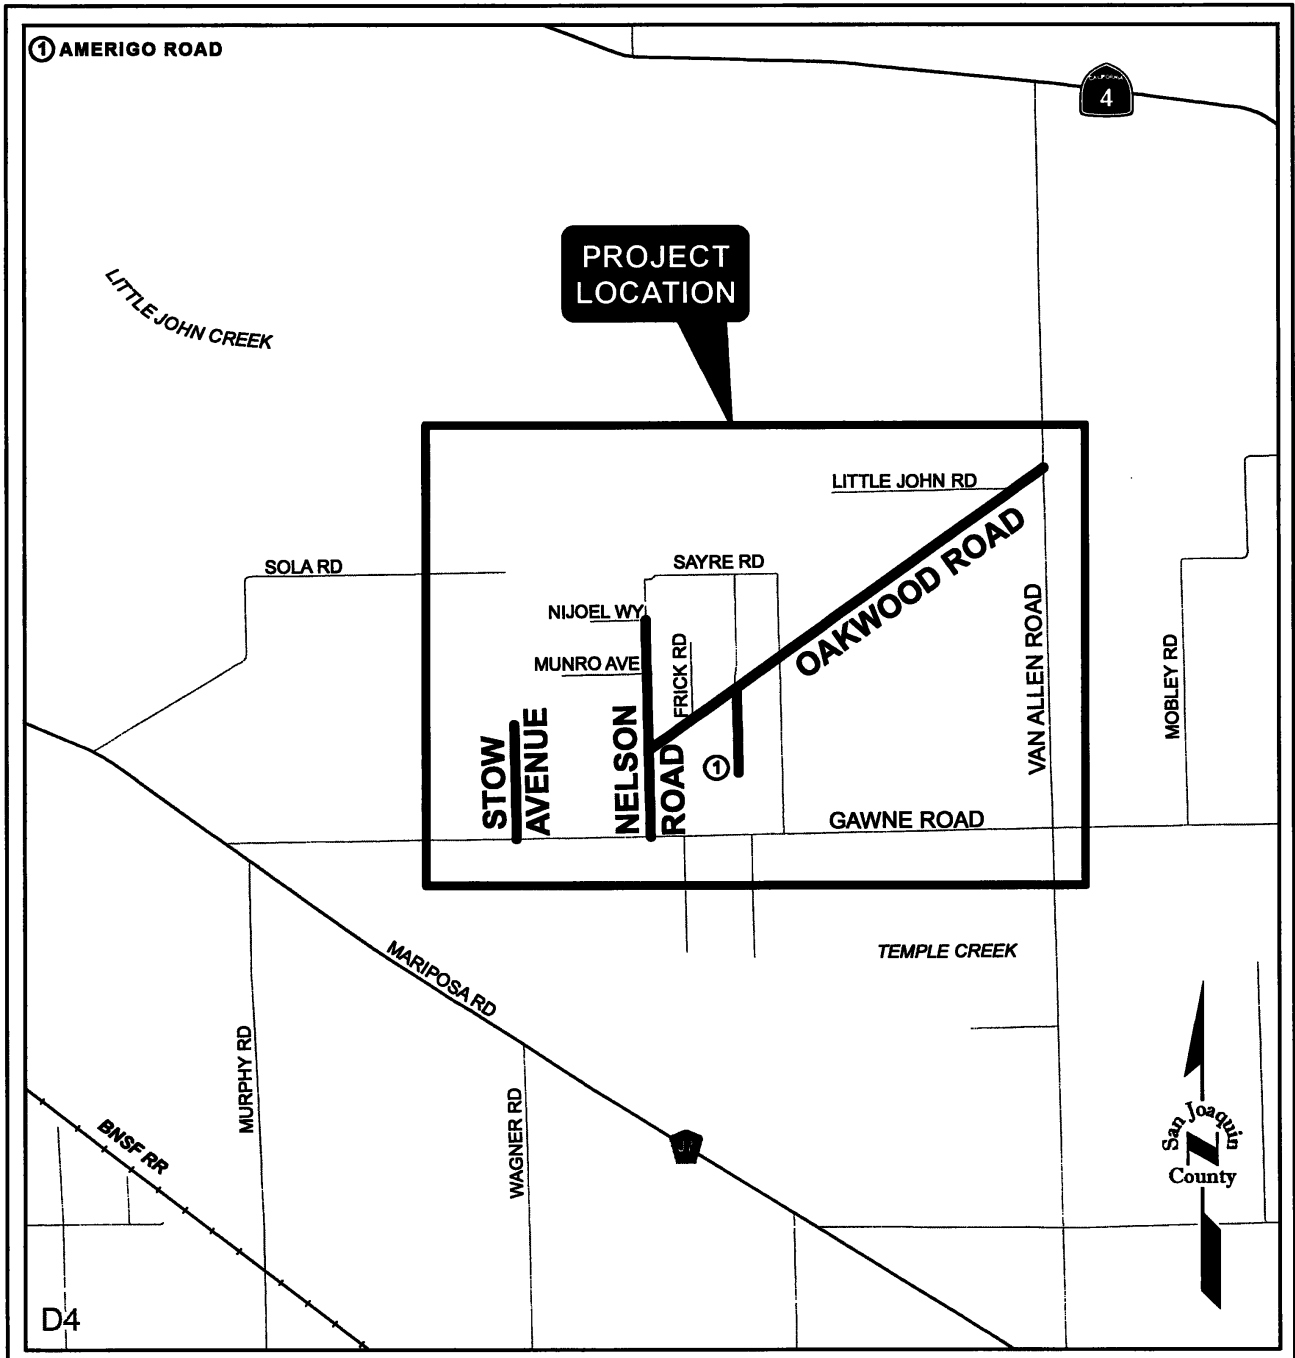 ① AMERIGO ROAD
CALIFORNIA
4
PROJECT
LOCATION
LITTLE JOHN CREEK
LITTLE JOHN RD
OAKWOOD ROAD
SOLA RD
SAYRE RD
NIJOEL WY
MUNRO AVE
FRICK RD
VAN ALLEN ROAD
MOBLEY RD
STOW
AVENUE
NELSON
ROAD
①
GAWNE ROAD
TEMPLE CREEK
MARIPOSA RD
MURPHY RD
WAGNER RD
BNSF RR
San Joaquin
County
D4